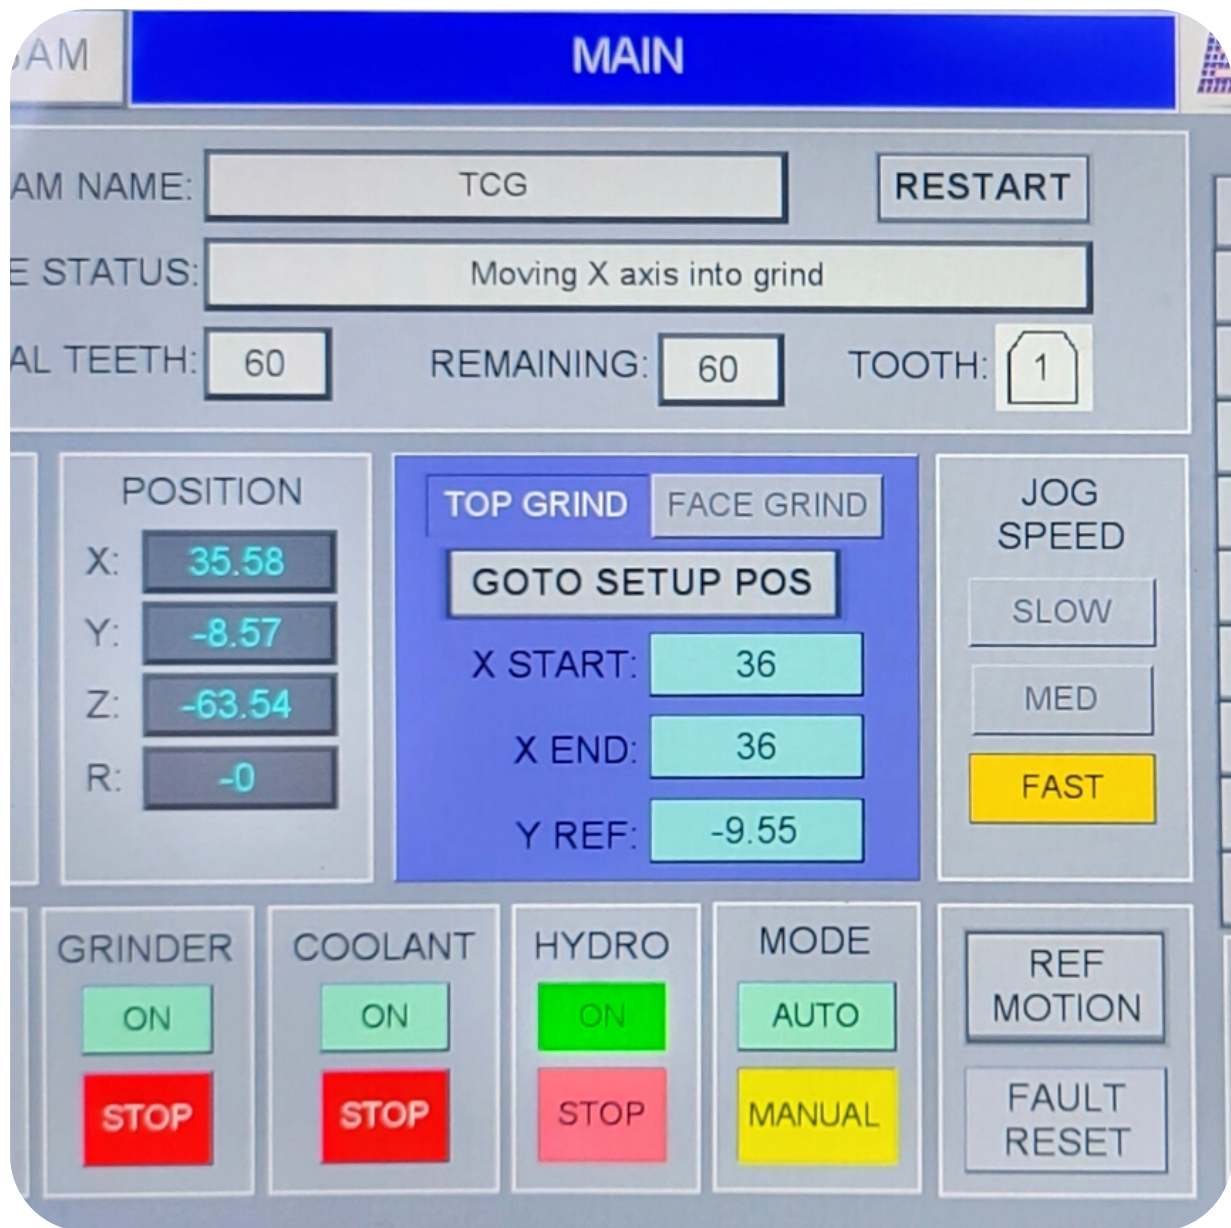 AM
MAIN
AM NAME: TCG RESTART
E STATUS: Moving X axis into grind
AL TEETH: 60 REMAINING: 60 TOOTH: 1
POSITION
X: 35.58
Y: -8.57
Z: -63.54
R: -0
TOP GRIND FACE GRIND
GOTO SETUP POS
X START: 36
X END: 36
Y REF: -9.55
JOG
SPEED
SLOW
MED
FAST
GRINDER
ON
STOP
COOLANT
ON
STOP
HYDRO
ON
STOP
MODE
AUTO
MANUAL
REF
MOTION
FAULT
RESET